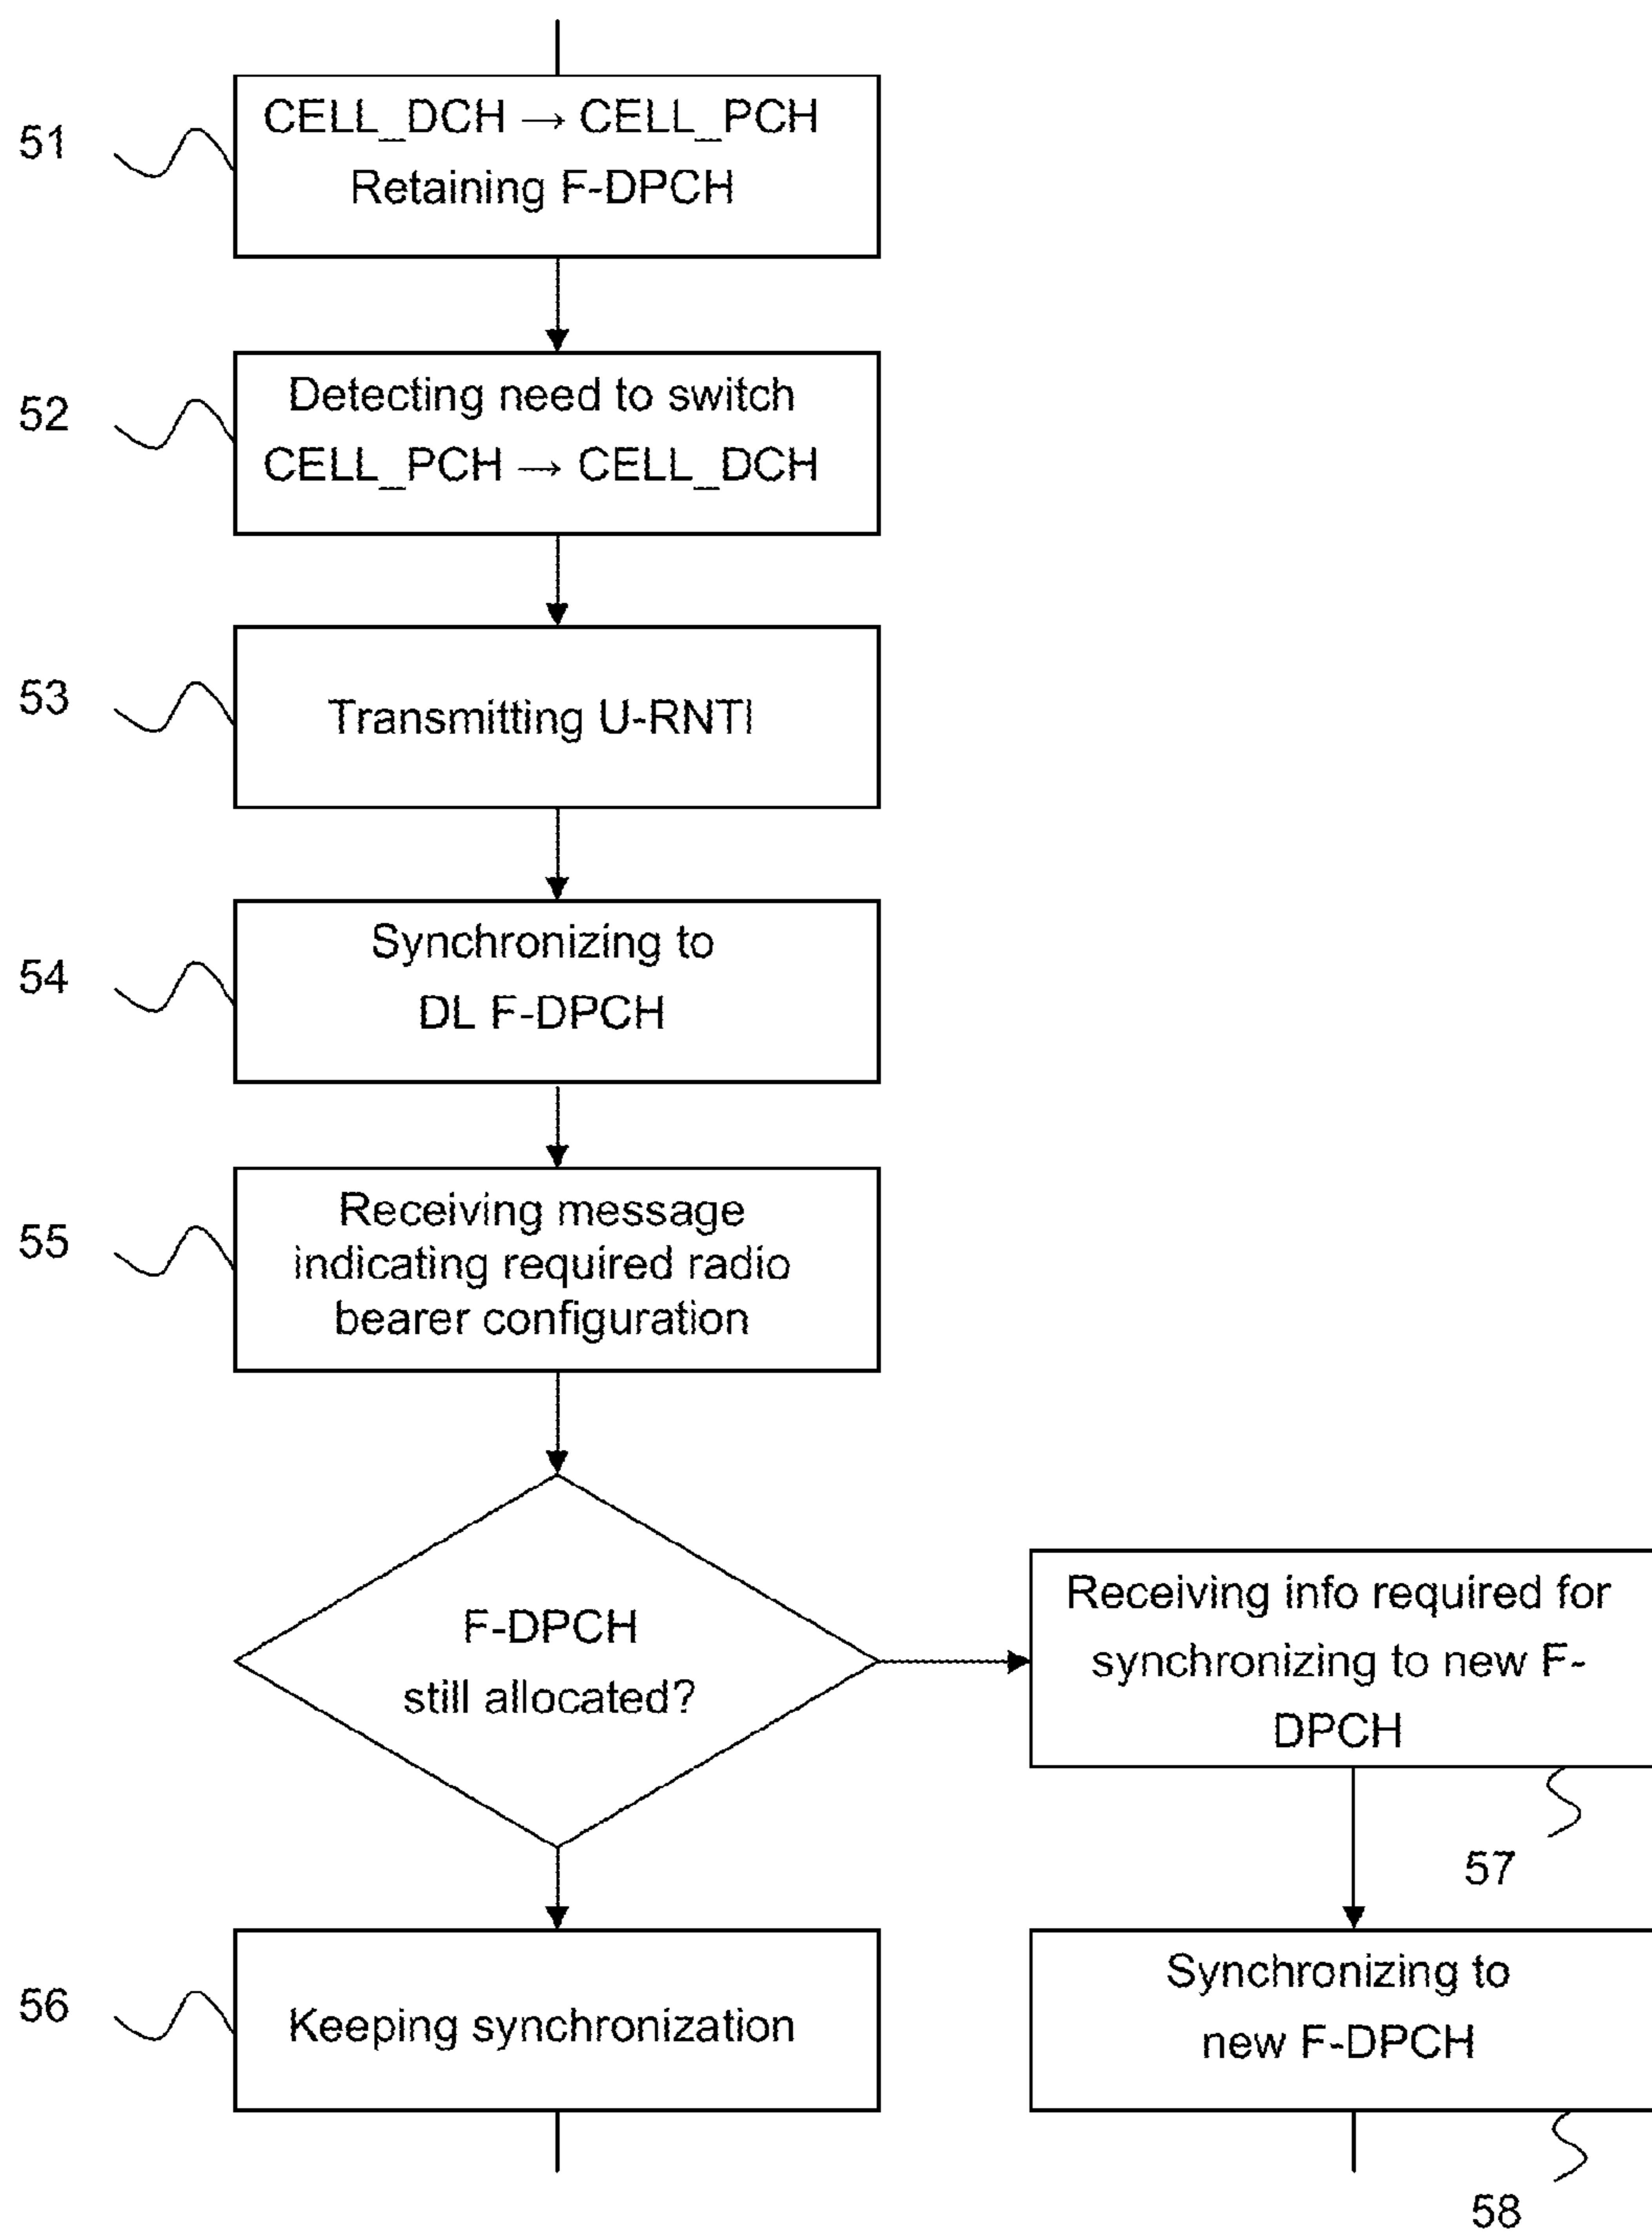 51
CELL_DCH → CELL_PCH
Retaining F-DPCH
52
Detecting need to switch
CELL_PCH → CELL_DCH
53
Transmitting U-RNTI
54
Synchronizing to
DL F-DPCH
55
Receiving message
indicating required radio
bearer configuration
F-DPCH
still allocated?
Receiving info required for
synchronizing to new F-
DPCH
57
56
Keeping synchronization
Synchronizing to
new F-DPCH
58